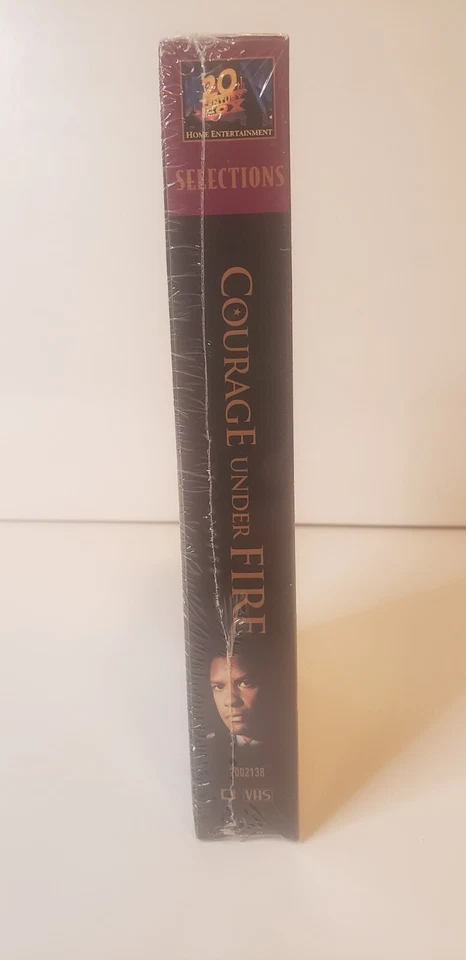 20th
CENTURY
FOX
HOME ENTERTAINMENT
SELECTIONS
COURAGE UNDER FIRE
2002138
VHS